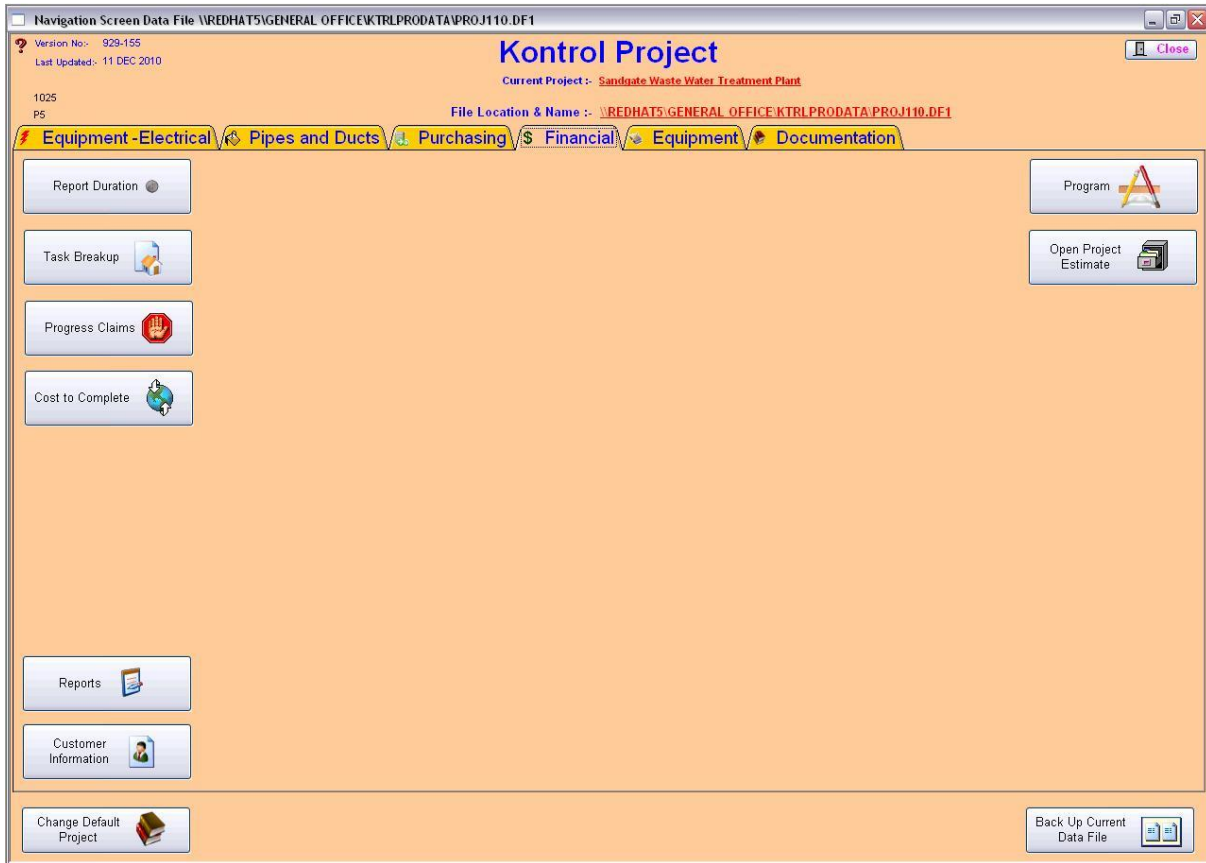 Navigation Screen Data File \\REDHAT5\GENERAL OFFICE\KTRLPRODATA\PROJ110.DF1
Version No:- 929-155
Last Updated:- 11 DEC 2010
Kontrol Project
Close
Current Project :- Sandgate Waste Water Treatment Plant
1025
P5
File Location & Name :- \\REDHAT5\GENERAL OFFICE\KTRLPRODATA\PROJ110.DF1
Equipment -Electrical
Pipes and Ducts
Purchasing
$ Financial
Equipment
Documentation
Report Duration
Program
Task Breakup
Open Project
Estimate
Progress Claims
Cost to Complete
Reports
Customer
Information
Change Default
Project
Back Up Current
Data File